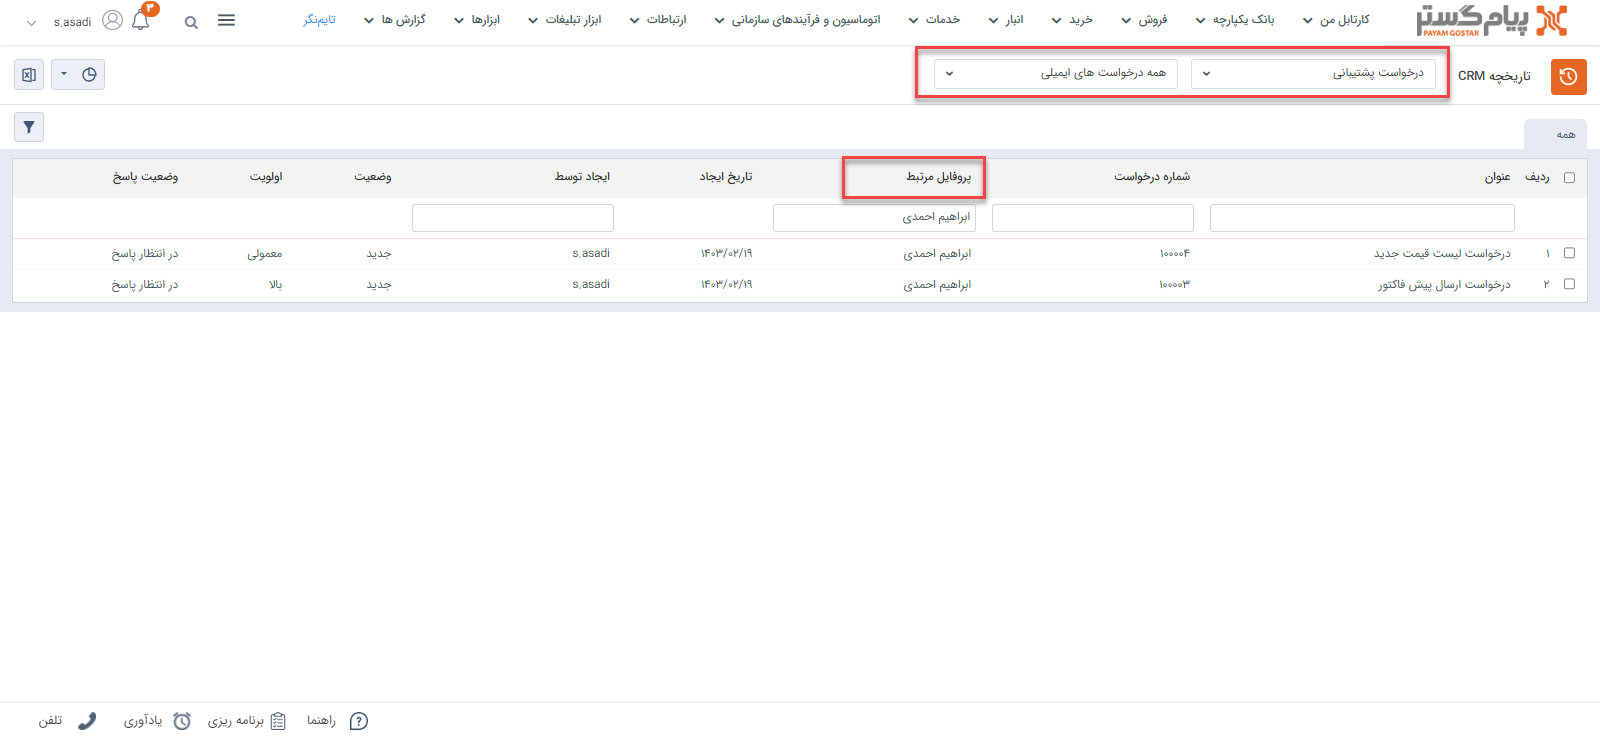 پیام گستر
PAYAM GOSTAR
کارتابل من
بانک یکپارچه
فروش
خرید
انبار
خدمات
اتوماسیون و فرآیندهای سازمانی
ارتباطات
ابزار تبلیغات
ابزارها
گزارش ها
تایم‌نگر
۳
s.asadi
تاریخچه CRM
درخواست پشتیبانی
همه درخواست های ایمیلی
همه
ردیف
عنوان
شماره درخواست
پروفایل مرتبط
تاریخ ایجاد
ایجاد توسط
وضعیت
اولویت
وضعیت پاسخ
ابراهیم احمدی
۱ درخواست لیست قیمت جدید ۱۰۰۰۰۴ ابراهیم احمدی ۱۴۰۳/۰۲/۱۹ s.asadi جدید معمولی در انتظار پاسخ
۲ درخواست ارسال پیش فاکتور ۱۰۰۰۰۳ ابراهیم احمدی ۱۴۰۳/۰۲/۱۹ s.asadi جدید بالا در انتظار پاسخ
راهنما
برنامه ریزی
یادآوری
تلفن